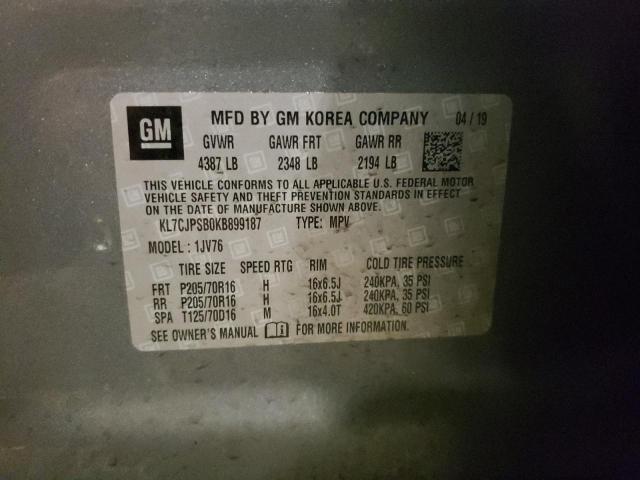 GM
MFD BY GM KOREA COMPANY 04 / 19
GVWR GAWR FRT GAWR RR
4387 LB 2348 LB 2194 LB
THIS VEHICLE CONFORMS TO ALL APPLICABLE U.S. FEDERAL MOTOR
VEHICLE SAFETY AND THEFT PREVENTION STANDARDS IN EFFECT
ON THE DATE OF MANUFACTURE SHOWN ABOVE.
KL7CJPSB0KB899187 TYPE: MPV
MODEL : 1JV76
TIRE SIZE SPEED RTG RIM COLD TIRE PRESSURE
FRT P205/70R16 H 16x6.5J 240KPA, 35 PSI
RR P205/70R16 H 16x6.5J 240KPA, 35 PSI
SPA T125/70D16 M 16x4.0T 420KPA, 60 PSI
SEE OWNER'S MANUAL FOR MORE INFORMATION.